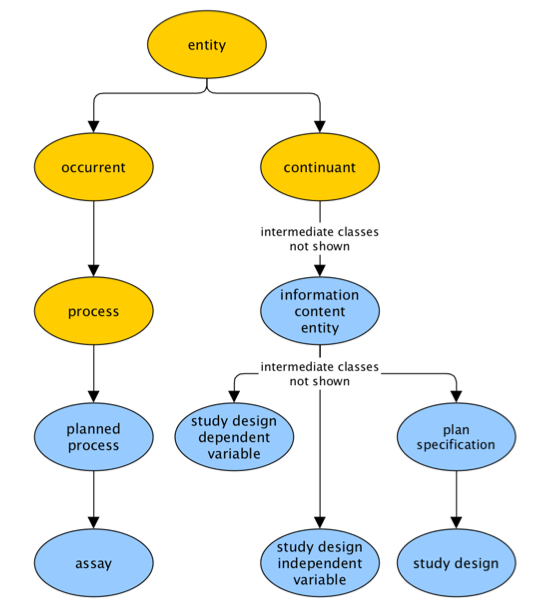 entity
occurrent
continuant
intermediate classes
not shown
process
information
content
entity
intermediate classes
not shown
planned
process
study design
dependent
variable
plan
specification
assay
study design
independent
variable
study design